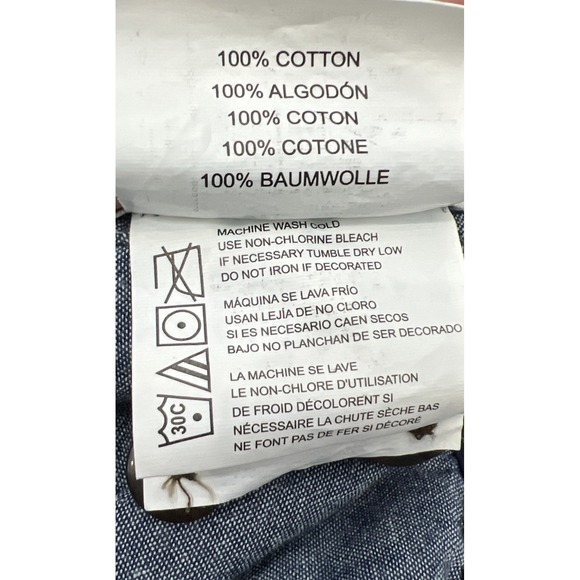 100% COTTON
100% ALGODÓN
100% COTON
100% COTONE
100% BAUMWOLLE
MACHINE WASH COLD
USE NON-CHLORINE BLEACH
IF NECESSARY TUMBLE DRY LOW
DO NOT IRON IF DECORATED
MÁQUINA SE LAVA FRÍO
USAN LEJÍA DE NO CLORO
SI ES NECESARIO CAEN SECOS
BAJO NO PLANCHAN DE SER DECORADO
LA MACHINE SE LAVE
LE NON-CHLORE D'UTILISATION
DE FROID DÉCOLORENT SI
NÉCESSAIRE LA CHUTE SÈCHE BAS
NE FONT PAS DE FER SI DÉCORÉ
30C